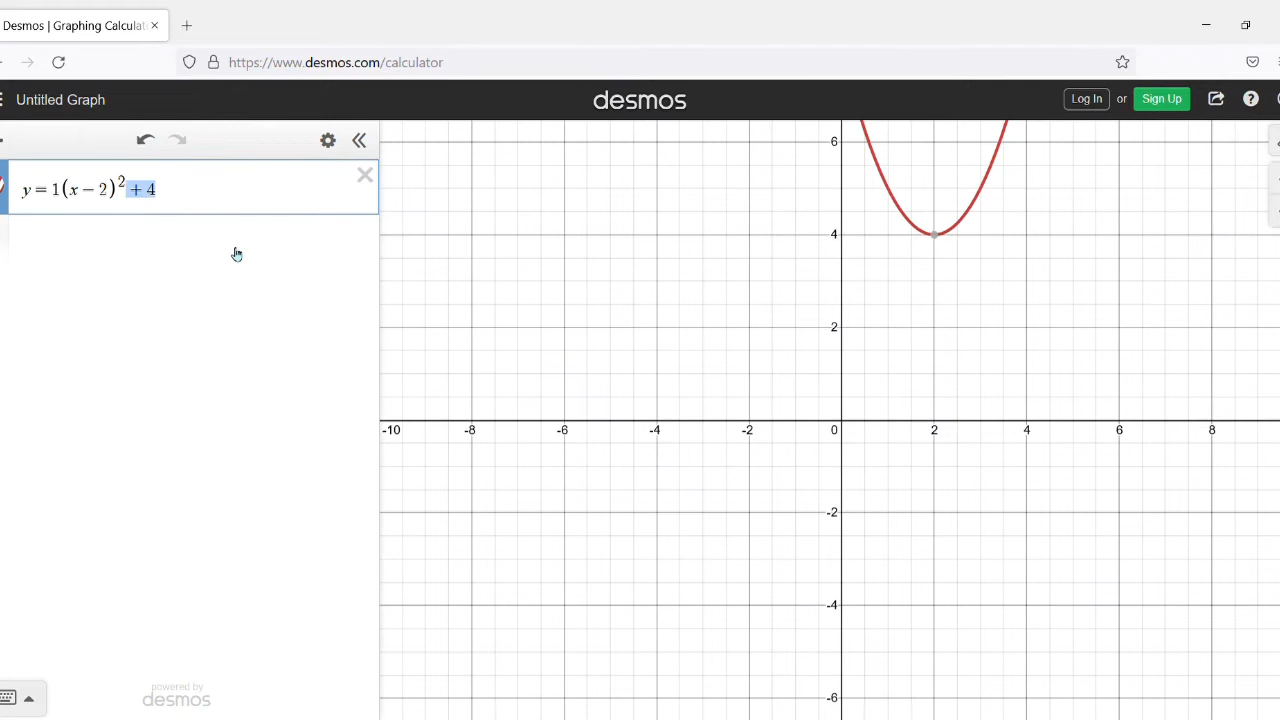 Desmos | Graphing Calculat
https://www.desmos.com/calculator
Untitled Graph
desmos
Log In or Sign Up
y = 1(x − 2)² + 4
6
4
2
-10 -8 -6 -4 -2 0 2 4 6 8
-2
-4
-6
powered by
desmos